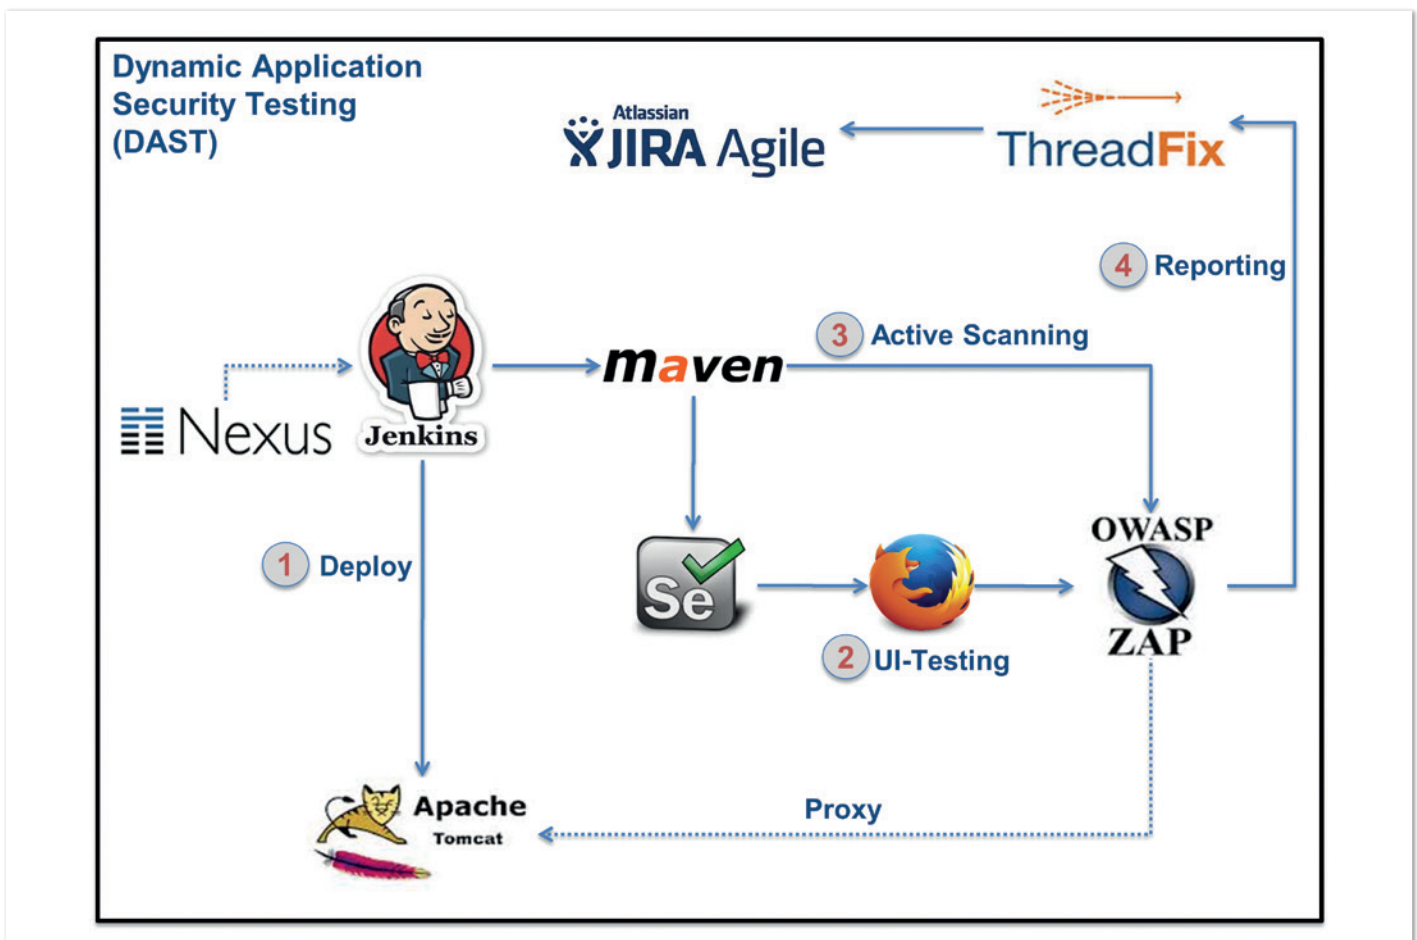 Dynamic Application
Security Testing
(DAST)
Atlassian
JIRA Agile
ThreadFix
4 Reporting
3 Active Scanning
maven
Nexus
Jenkins
OWASP
1 Deploy
Se
ZAP
2 UI-Testing
Apache
Tomcat
Proxy